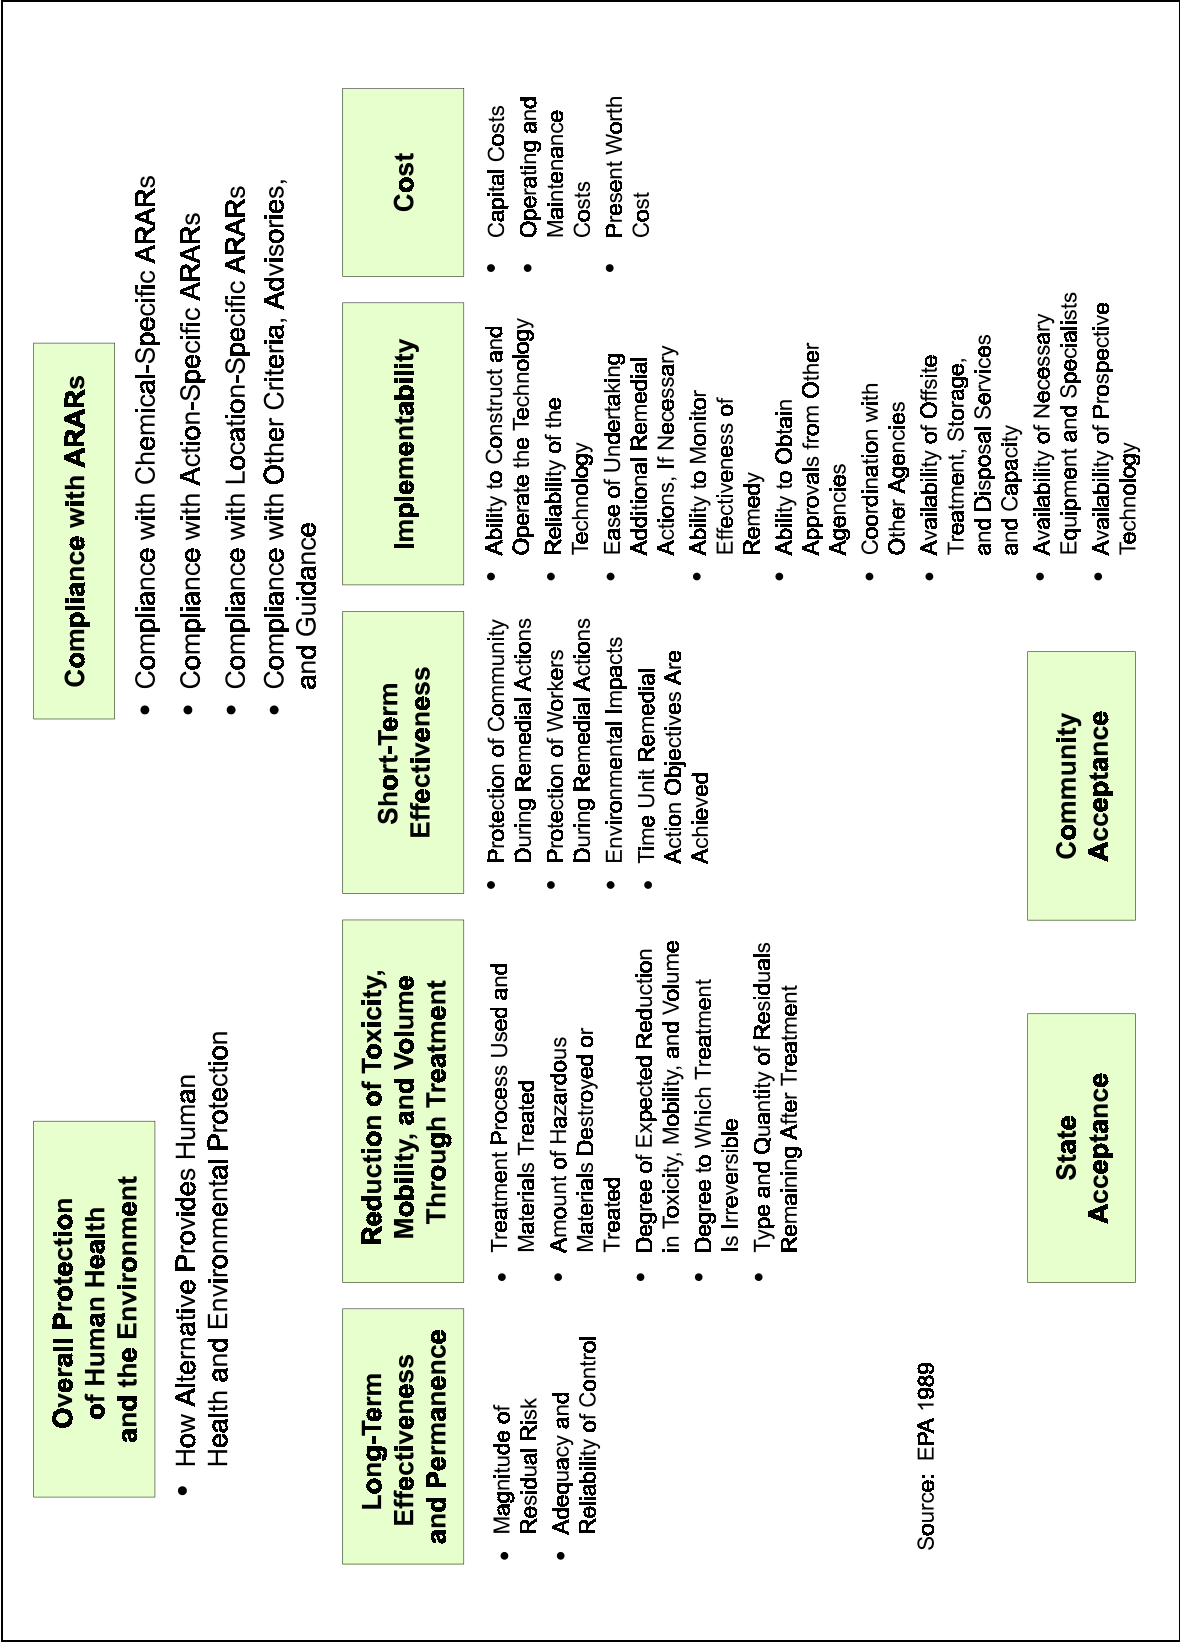 Overall Protection
of Human Health
and the Environment
• How Alternative Provides Human
Health and Environmental Protection
Compliance with ARARs
• Compliance with Chemical-Specific ARARs
• Compliance with Action-Specific ARARs
• Compliance with Location-Specific ARARs
• Compliance with Other Criteria, Advisories,
and Guidance
Long-Term
Effectiveness
and Permanence
• Magnitude of
Residual Risk
• Adequacy and
Reliability of Control
Reduction of Toxicity,
Mobility, and Volume
Through Treatment
• Treatment Process Used and
Materials Treated
• Amount of Hazardous
Materials Destroyed or
Treated
• Degree of Expected Reduction
in Toxicity, Mobility, and Volume
• Degree to Which Treatment
Is Irreversible
• Type and Quantity of Residuals
Remaining After Treatment
Short-Term
Effectiveness
• Protection of Community
During Remedial Actions
• Protection of Workers
During Remedial Actions
• Environmental Impacts
• Time Unit Remedial
Action Objectives Are
Achieved
Implementability
• Ability to Construct and
Operate the Technology
• Reliability of the
Technology
• Ease of Undertaking
Additional Remedial
Actions, If Necessary
• Ability to Monitor
Effectiveness of
Remedy
• Ability to Obtain
Approvals from Other
Agencies
• Coordination with
Other Agencies
• Availability of Offsite
Treatment, Storage,
and Disposal Services
and Capacity
• Availability of Necessary
Equipment and Specialists
• Availability of Prospective
Technology
Cost
• Capital Costs
• Operating and
Maintenance
Costs
• Present Worth
Cost
Source: EPA 1989
State
Acceptance
Community
Acceptance